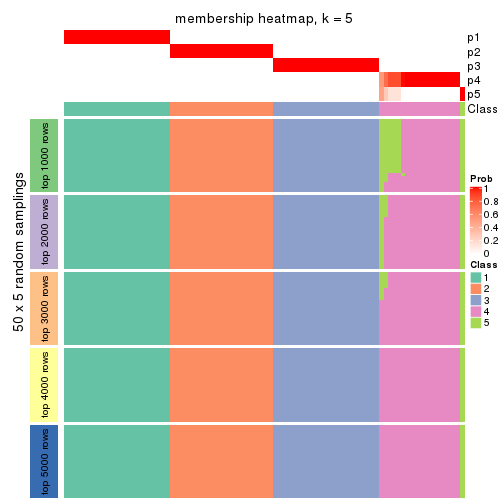 membership heatmap, k = 5
p1
p2
p3
p4
p5
Class
50 x 5 random samplings
top 1000 rows
top 2000 rows
top 3000 rows
top 4000 rows
top 5000 rows
Prob
1
0.8
0.6
0.4
0.2
0
Class
1
2
3
4
5